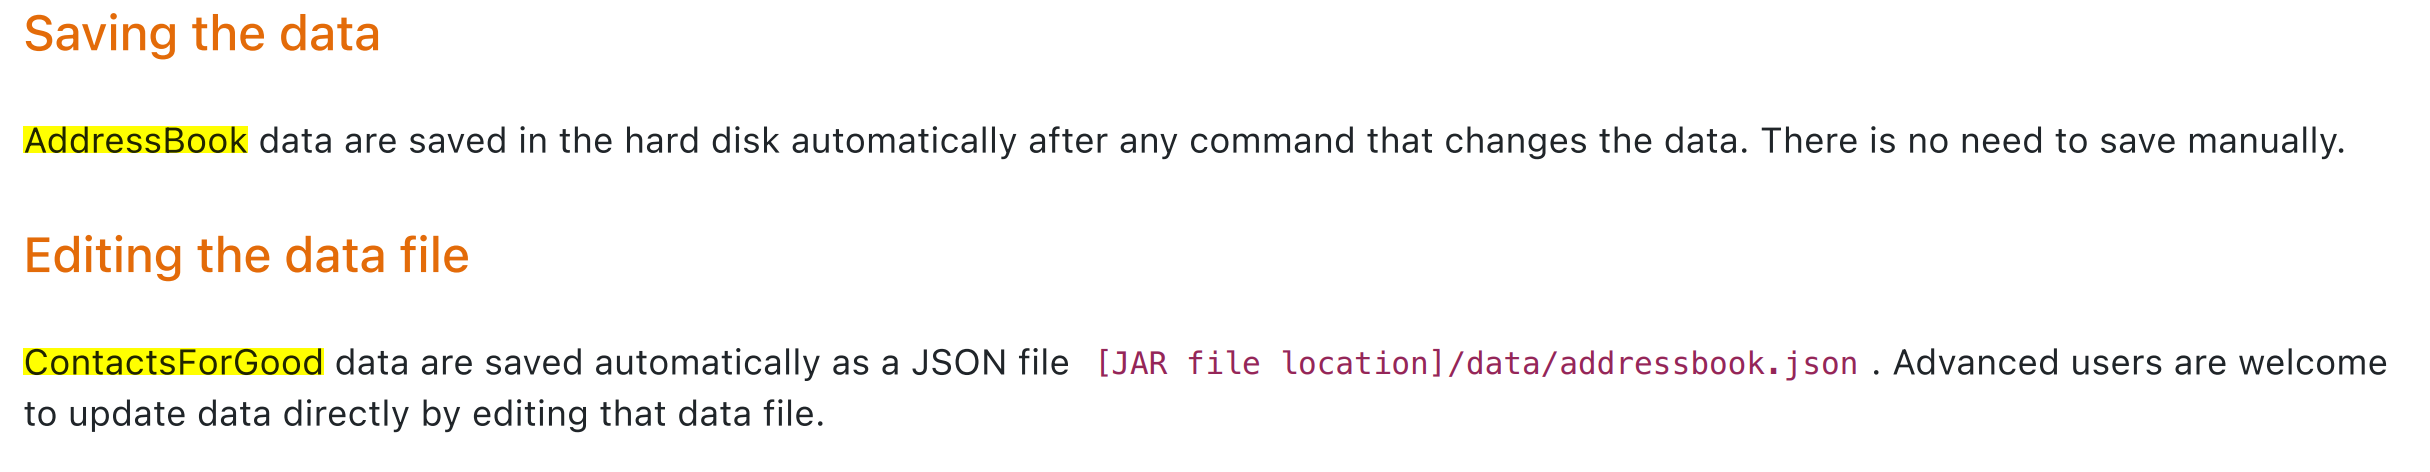 Saving the data
AddressBook data are saved in the hard disk automatically after any command that changes the data. There is no need to save manually.
Editing the data file
ContactsForGood data are saved automatically as a JSON file [JAR file location]/data/addressbook.json . Advanced users are welcome
to update data directly by editing that data file.